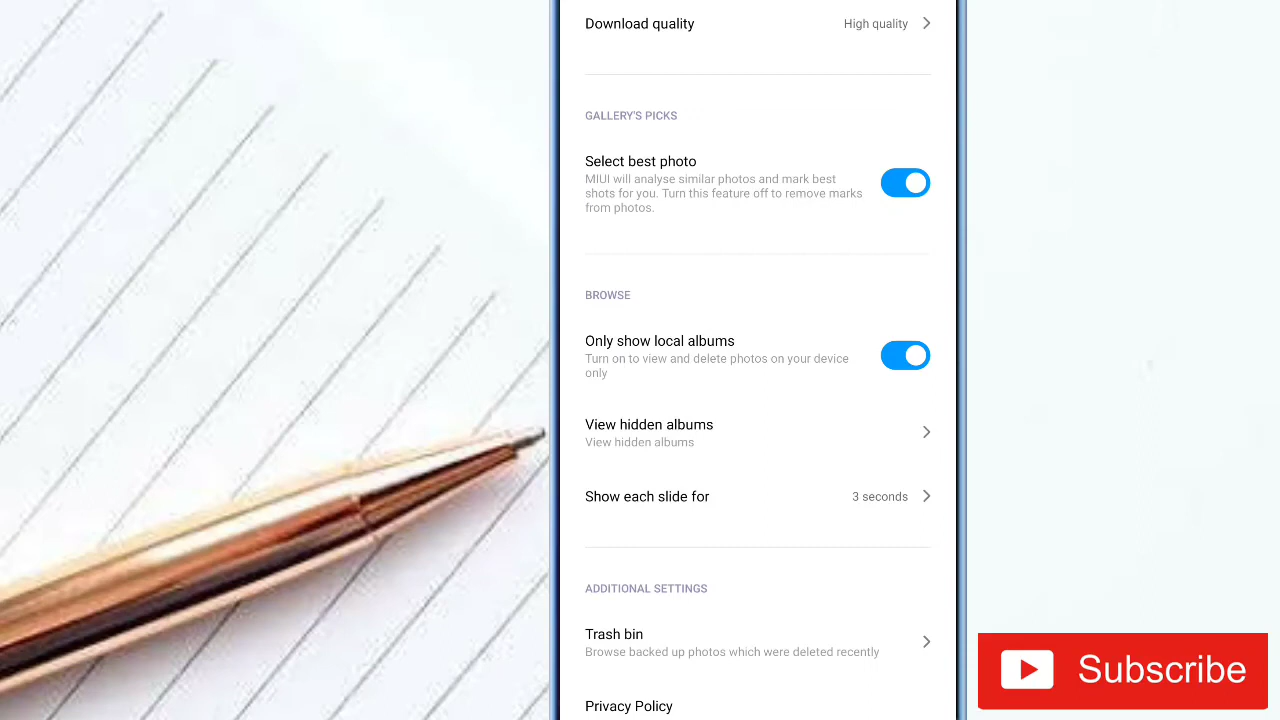 Download quality High quality
GALLERY'S PICKS
Select best photo
MIUI will analyse similar photos and mark best
shots for you. Turn this feature off to remove marks
from photos.
BROWSE
Only show local albums
Turn on to view and delete photos on your device
only
View hidden albums
View hidden albums
Show each slide for 3 seconds
ADDITIONAL SETTINGS
Trash bin
Browse backed up photos which were deleted recently
Privacy Policy
Subscribe